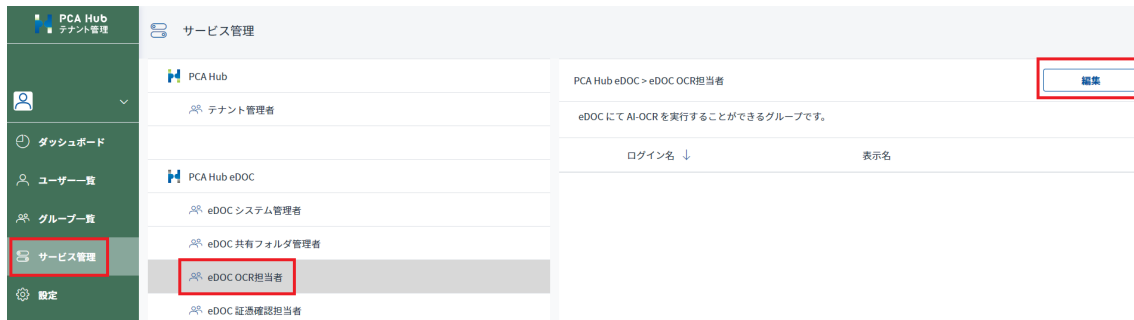 PCA Hub
テナント管理
サービス管理
ダッシュボード
ユーザー一覧
グループ一覧
サービス管理
設定
PCA Hub
テナント管理者
PCA Hub eDOC
eDOC システム管理者
eDOC 共有フォルダ管理者
eDOC OCR担当者
eDOC 証憑確認担当者
PCA Hub eDOC > eDOC OCR担当者
編集
eDOC にて AI-OCR を実行することができるグループです。
ログイン名 ↓ 表示名